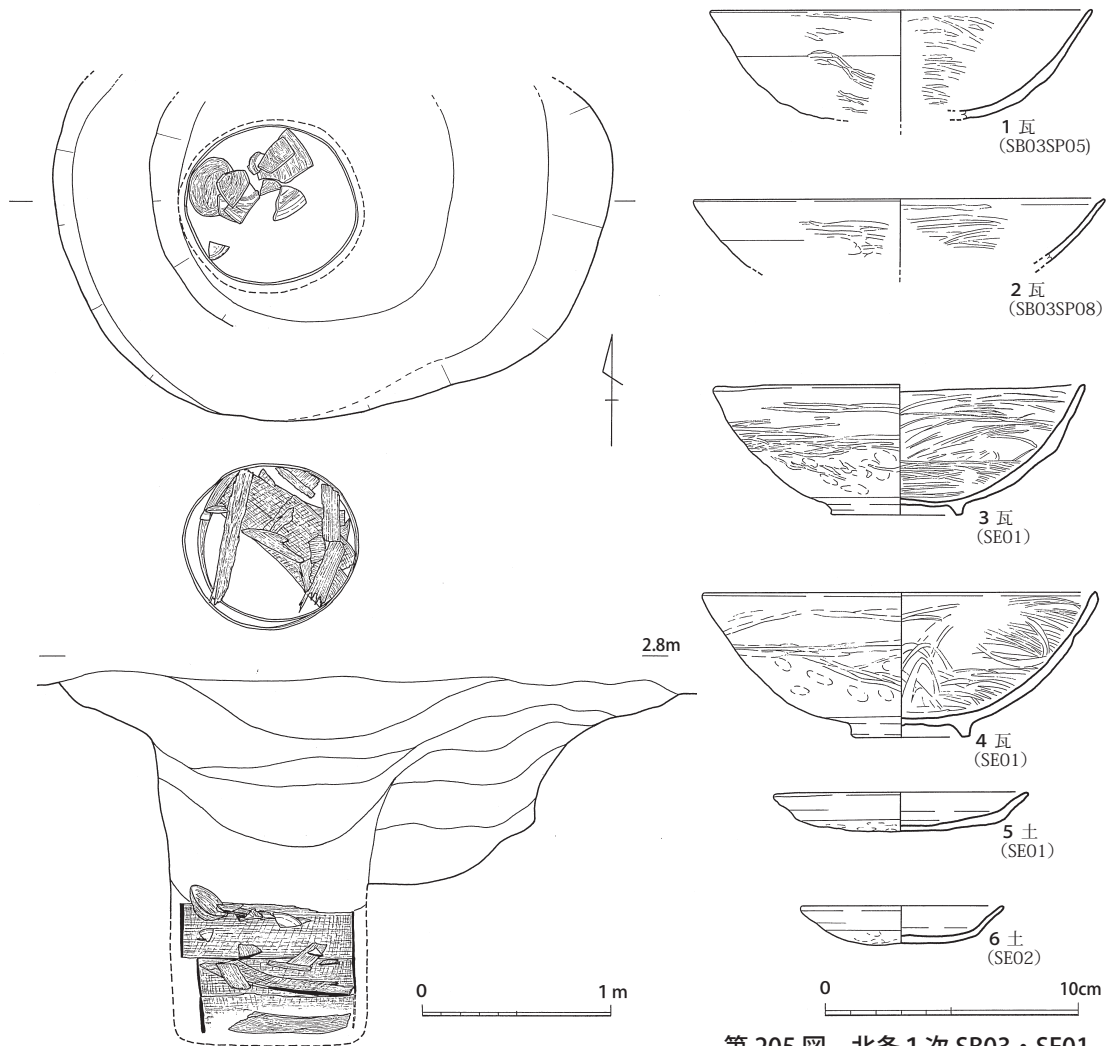 1 瓦
(SB03SP05)
2 瓦
(SB03SP08)
3 瓦
(SE01)
4 瓦
(SE01)
5 土
(SE01)
6 土
(SE02)
2.8m
0 1 m
0 10cm
第 205 図 北条 1 次 SB03・SE01